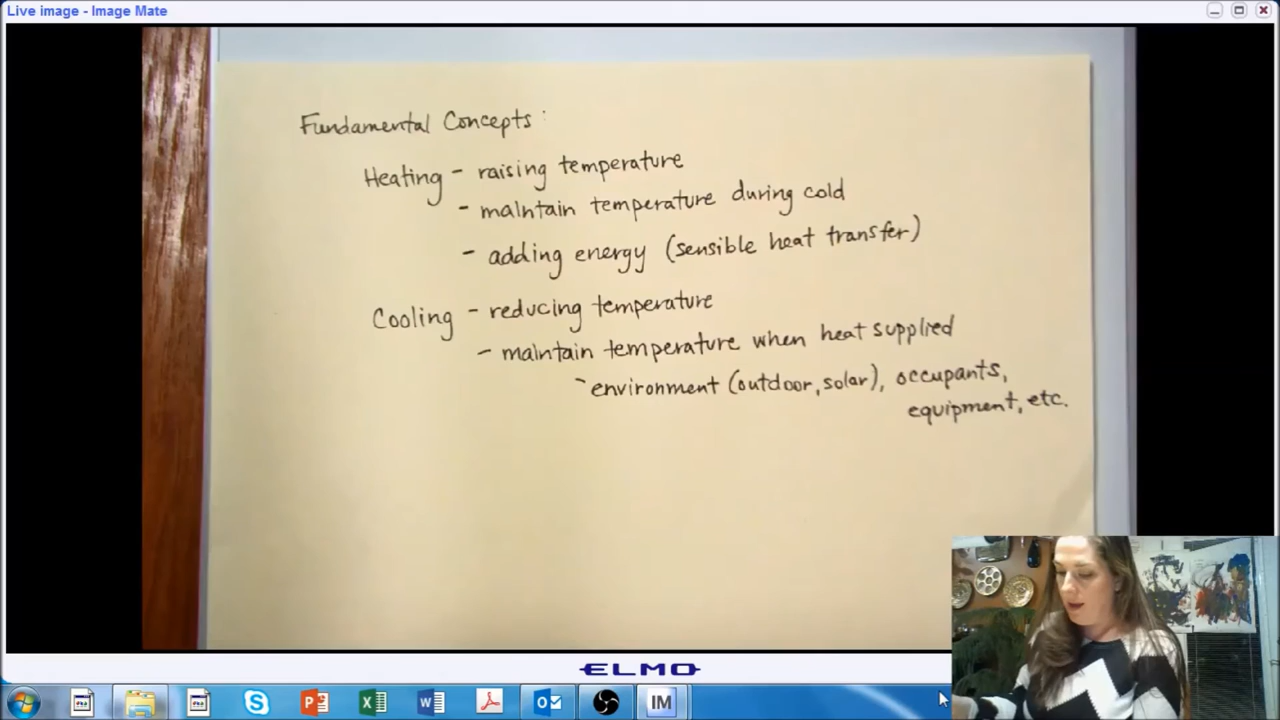 Live image - Image Mate
Fundamental Concepts:
Heating - raising temperature
- maintain temperature during cold
- adding energy (sensible heat transfer)
Cooling - reducing temperature
- maintain temperature when heat supplied
- environment (outdoor, solar), occupants,
equipment, etc.
ELMO
IM